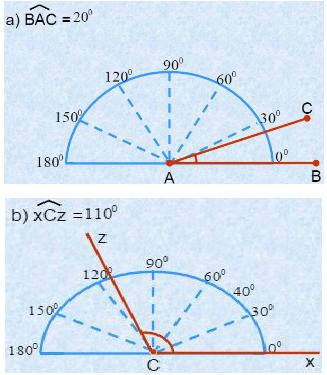 a) BAC = 20⁰
90⁰
120⁰
60⁰
150⁰
30⁰
C
180⁰
0⁰
A
B
b) xCz = 110⁰
z
90⁰
120⁰
60⁰
40⁰
150⁰
30⁰
180⁰
0⁰
C
x